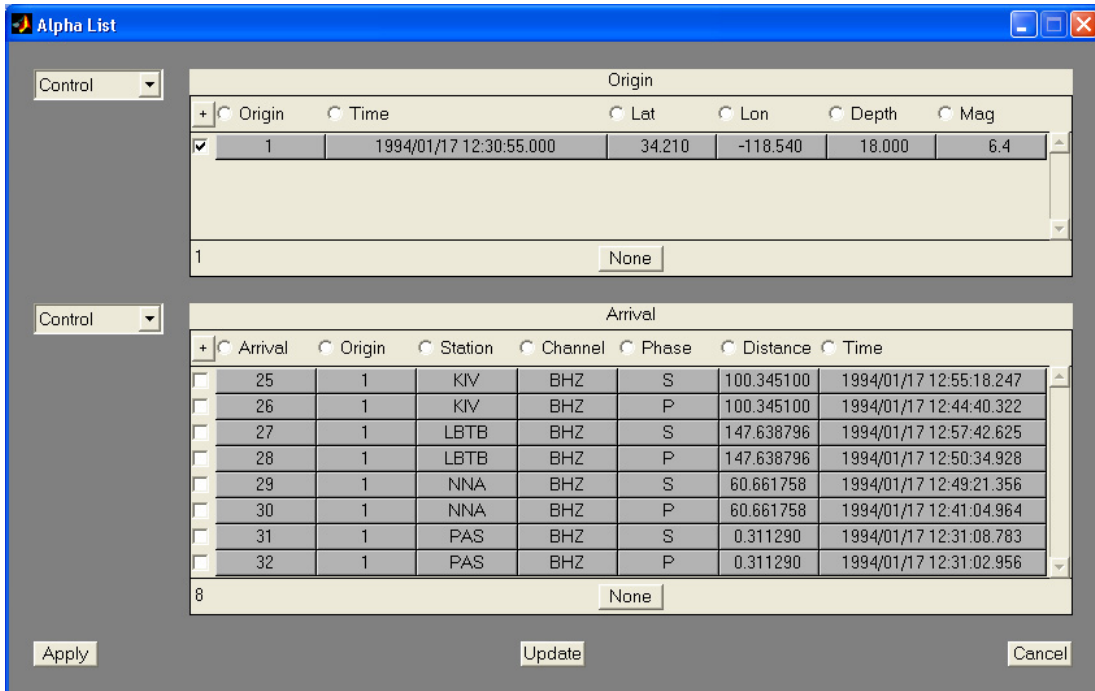 Alpha List
Control
Origin
+ Origin Time Lat Lon Depth Mag
1 1994/01/17 12:30:55.000 34.210 -118.540 18.000 6.4
1 None
Control
Arrival
+ Arrival Origin Station Channel Phase Distance Time
25 1 KIV BHZ S 100.345100 1994/01/17 12:55:18.247
26 1 KIV BHZ P 100.345100 1994/01/17 12:44:40.322
27 1 LBTB BHZ S 147.638796 1994/01/17 12:57:42.625
28 1 LBTB BHZ P 147.638796 1994/01/17 12:50:34.928
29 1 NNA BHZ S 60.661758 1994/01/17 12:49:21.356
30 1 NNA BHZ P 60.661758 1994/01/17 12:41:04.964
31 1 PAS BHZ S 0.311290 1994/01/17 12:31:08.783
32 1 PAS BHZ P 0.311290 1994/01/17 12:31:02.956
8 None
Apply Update Cancel